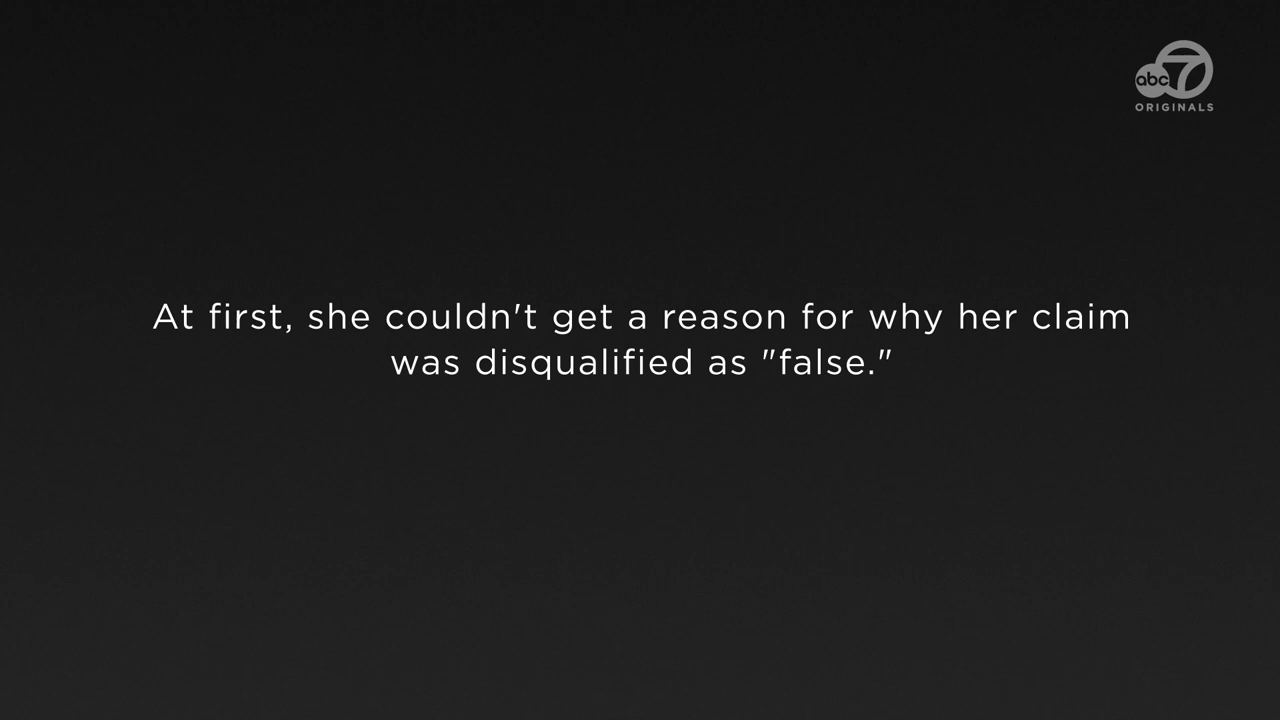 abc7
ORIGINALS
At first, she couldn't get a reason for why her claim
was disqualified as "false."